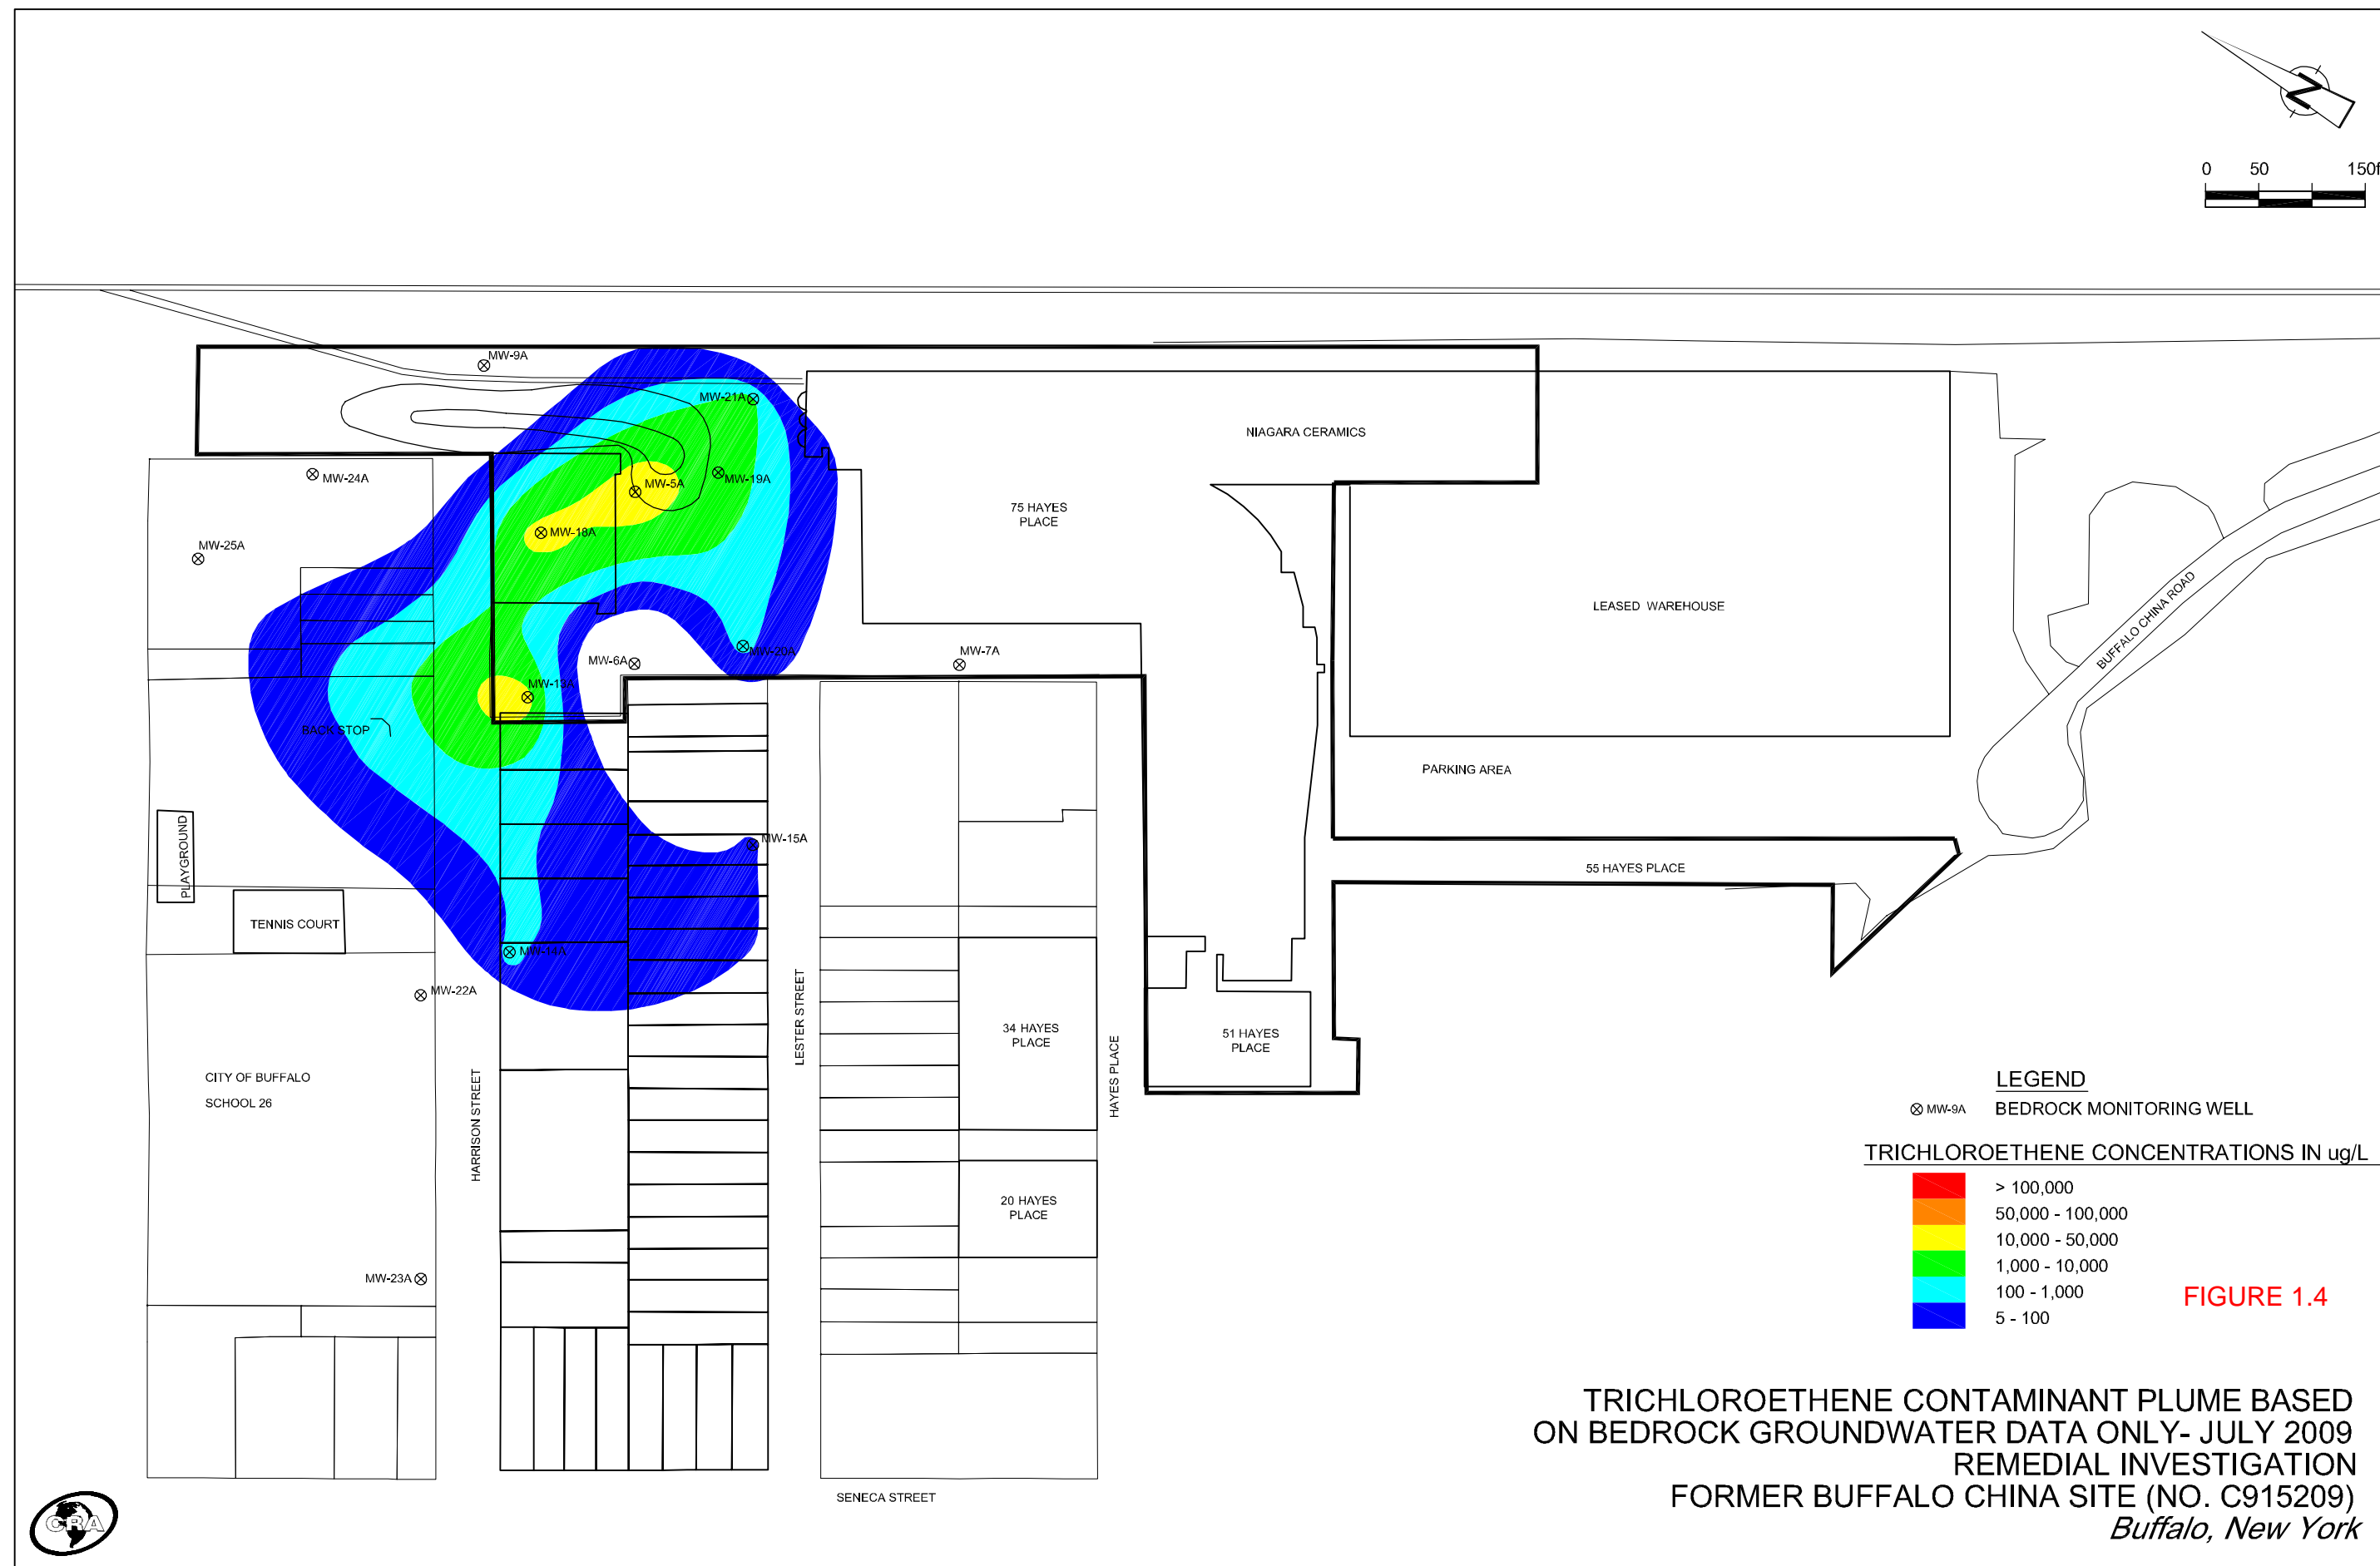 N
0 50 150f
MW-9A
MW-21A
NIAGARA CERAMICS
MW-24A
MW-5A
MW-19A
75 HAYES
PLACE
MW-18A
MW-25A
LEASED WAREHOUSE
BUFFALO CHINA ROAD
MW-6A
MW-20A
MW-7A
MW-13A
BACK STOP
PARKING AREA
MW-15A
PLAYGROUND
55 HAYES PLACE
TENNIS COURT
MW-14A
MW-22A
LESTER STREET
34 HAYES
PLACE
51 HAYES
PLACE
HAYES PLACE
CITY OF BUFFALO
SCHOOL 26
HARRISON STREET
20 HAYES
PLACE
MW-23A
SENECA STREET
LEGEND
MW-9A BEDROCK MONITORING WELL
TRICHLOROETHENE CONCENTRATIONS IN ug/L
> 100,000
50,000 - 100,000
10,000 - 50,000
1,000 - 10,000
100 - 1,000
5 - 100
FIGURE 1.4
TRICHLOROETHENE CONTAMINANT PLUME BASED
ON BEDROCK GROUNDWATER DATA ONLY- JULY 2009
REMEDIAL INVESTIGATION
FORMER BUFFALO CHINA SITE (NO. C915209)
Buffalo, New York
CRA